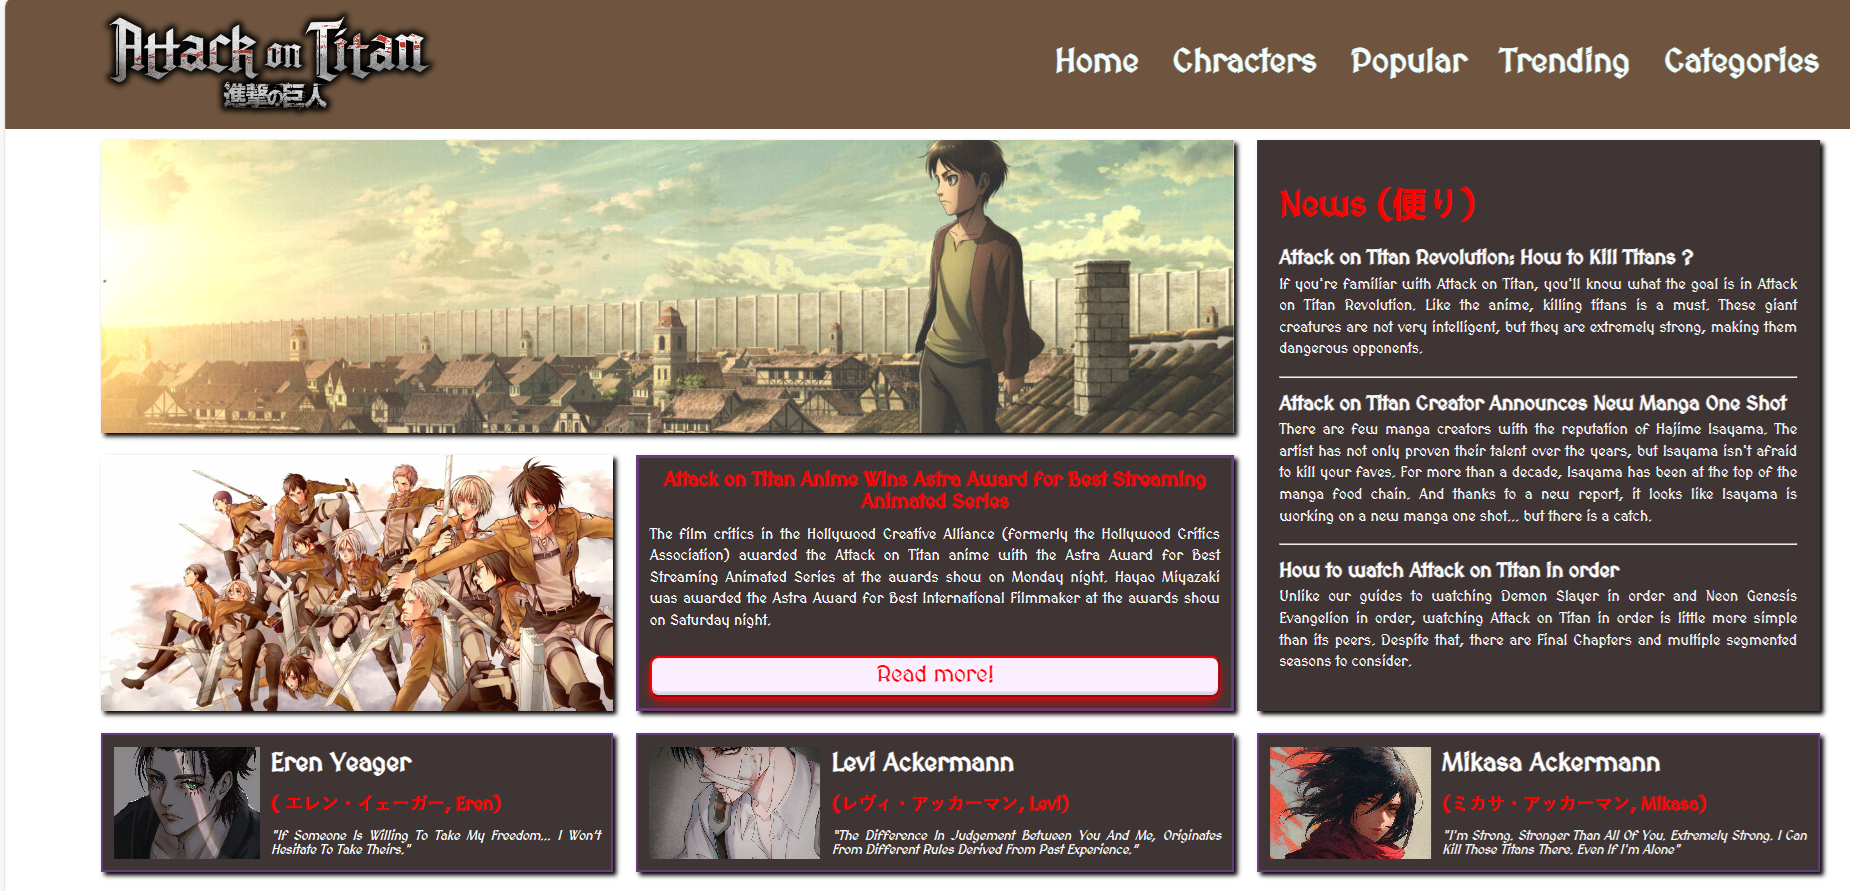 Attack on Titan
進撃の巨人
Home Chracters Popular Trending Categories
News (便り)
Attack on Titan Revolution: How to Kill Titans ?
If you're familiar with Attack on Titan, you'll know what the goal is in Attack
on Titan Revolution. Like the anime, killing titans is a must. These giant
creatures are not very intelligent, but they are extremely strong, making them
dangerous opponents.
Attack on Titan Creator Announces New Manga One Shot
There are few manga creators with the reputation of Hajime Isayama. The
artist has not only proven their talent over the years, but Isayama isn't afraid
to kill your faves. For more than a decade, Isayama has been at the top of the
manga food chain. And thanks to a new report, it looks like Isayama is
working on a new manga one shot... but there is a catch.
How to watch Attack on Titan in order
Unlike our guides to watching Demon Slayer in order and Neon Genesis
Evangelion in order, watching Attack on Titan in order is little more simple
than its peers. Despite that, there are Final Chapters and multiple segmented
seasons to consider.
Attack on Titan Anime Wins Astra Award for Best Streaming
Animated Series
The film critics in the Hollywood Creative Alliance (formerly the Hollywood Critics
Association) awarded the Attack on Titan anime with the Astra Award for Best
Streaming Animated Series at the awards show on Monday night. Hayao Miyazaki
was awarded the Astra Award for Best International Filmmaker at the awards show
on Saturday night.
Read more!
Eren Yeager
( エレン・イェーガー, Eren)
"If Someone Is Willing To Take My Freedom... I Won't
Hesitate To Take Theirs."
Levi Ackermann
(レヴィ・アッカーマン, Levi)
"The Difference In Judgement Between You And Me, Originates
From Different Rules Derived From Past Experience."
Mikasa Ackermann
(ミカサ・アッカーマン, Mikasa)
"I'm Strong. Stronger Than All Of You. Extremely Strong. I Can
Kill Those Titans There. Even If I'm Alone"